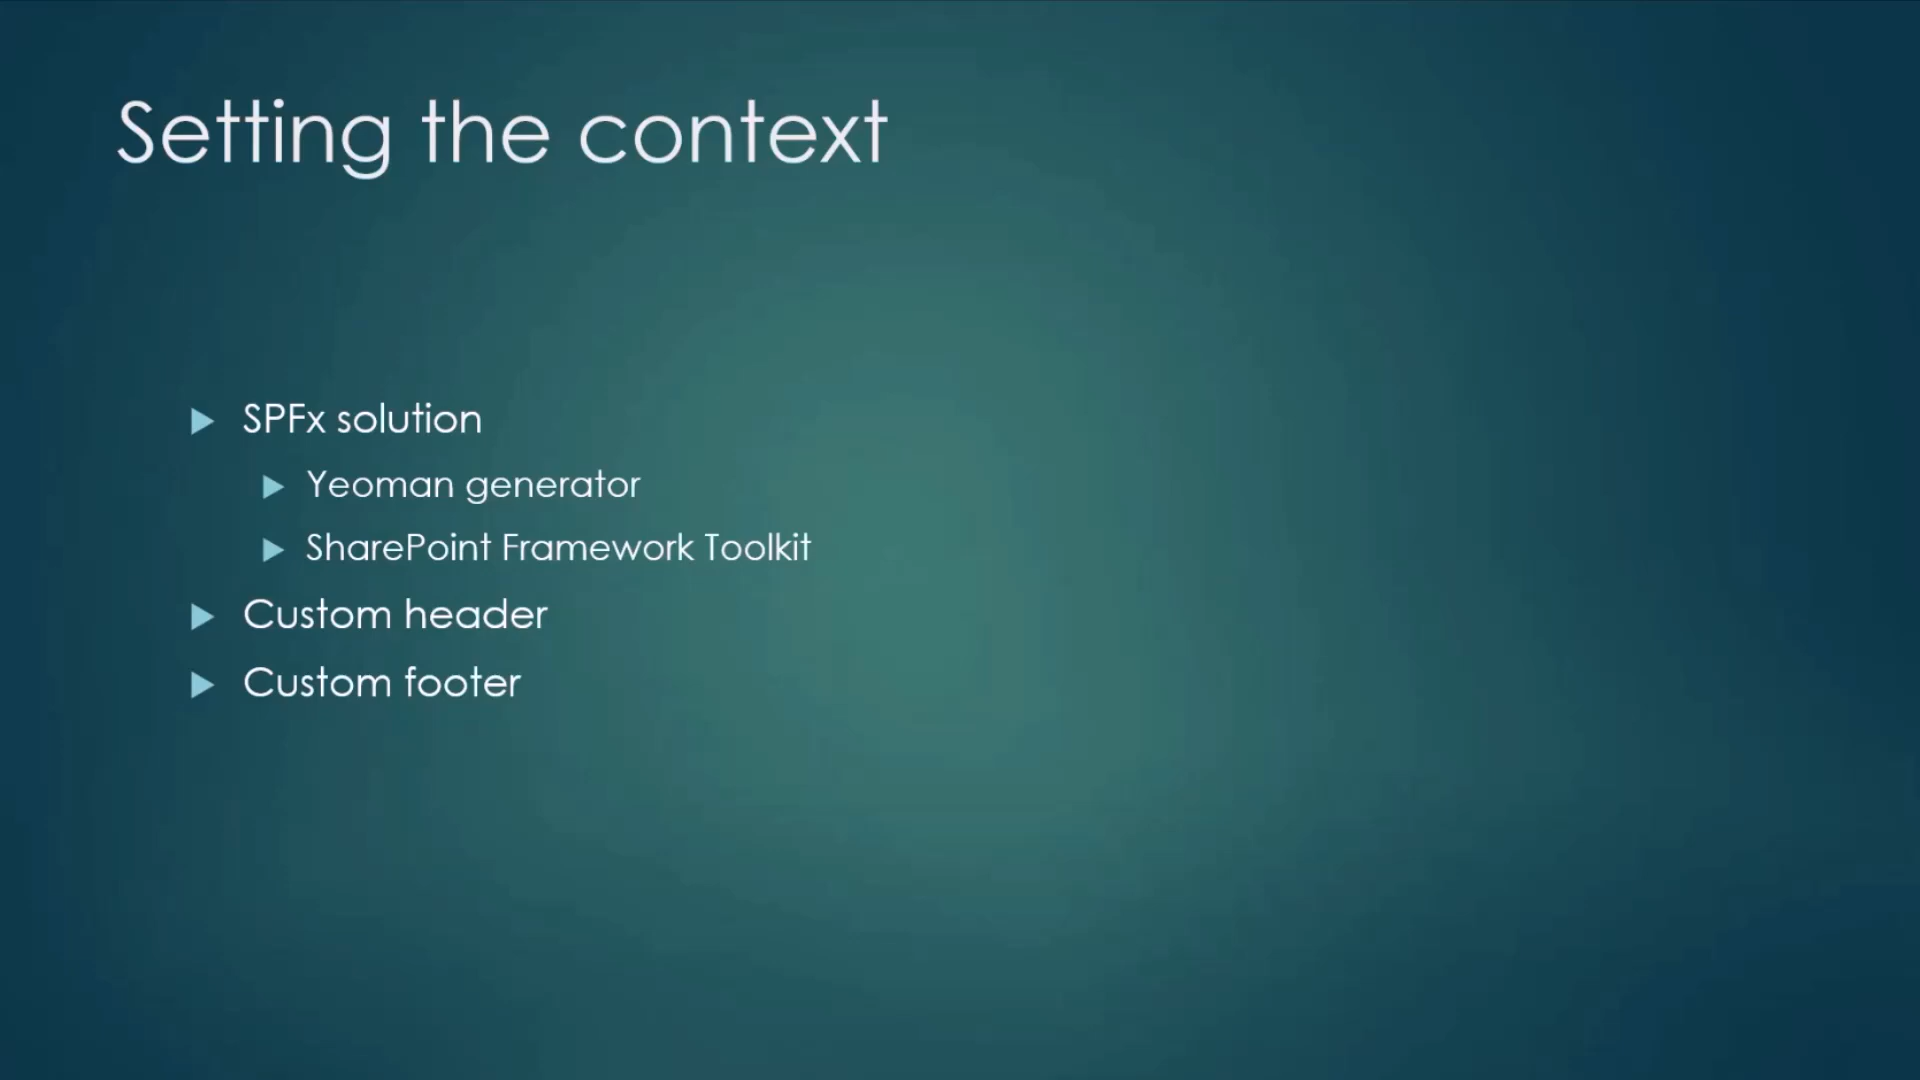 Setting the context
SPFx solution
Yeoman generator
SharePoint Framework Toolkit
Custom header
Custom footer